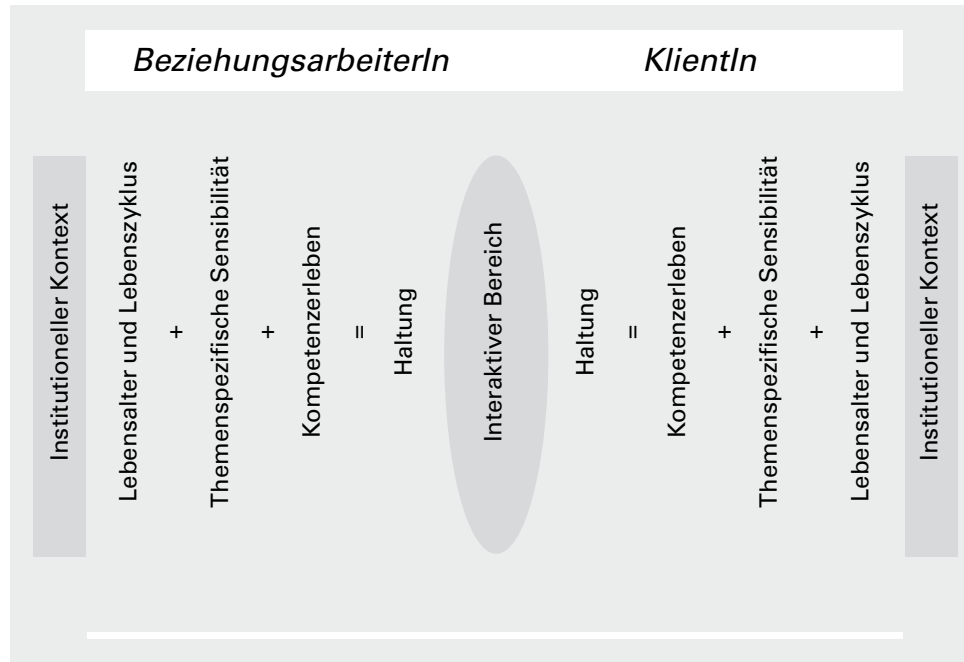 BeziehungsarbeiterIn
KlientIn
Institutioneller Kontext
Lebensalter und Lebenszyklus
+
Themenspezifische Sensibilität
+
Kompetenzerleben
=
Haltung
Interaktiver Bereich
Haltung
=
Kompetenzerleben
+
Themenspezifische Sensibilität
+
Lebensalter und Lebenszyklus
Institutioneller Kontext